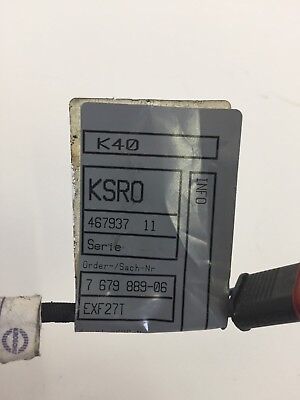 K40
KSRO
INFO
467937 11
Serie
Order-/Sach-Nr
7 679 889-06
EXF27T